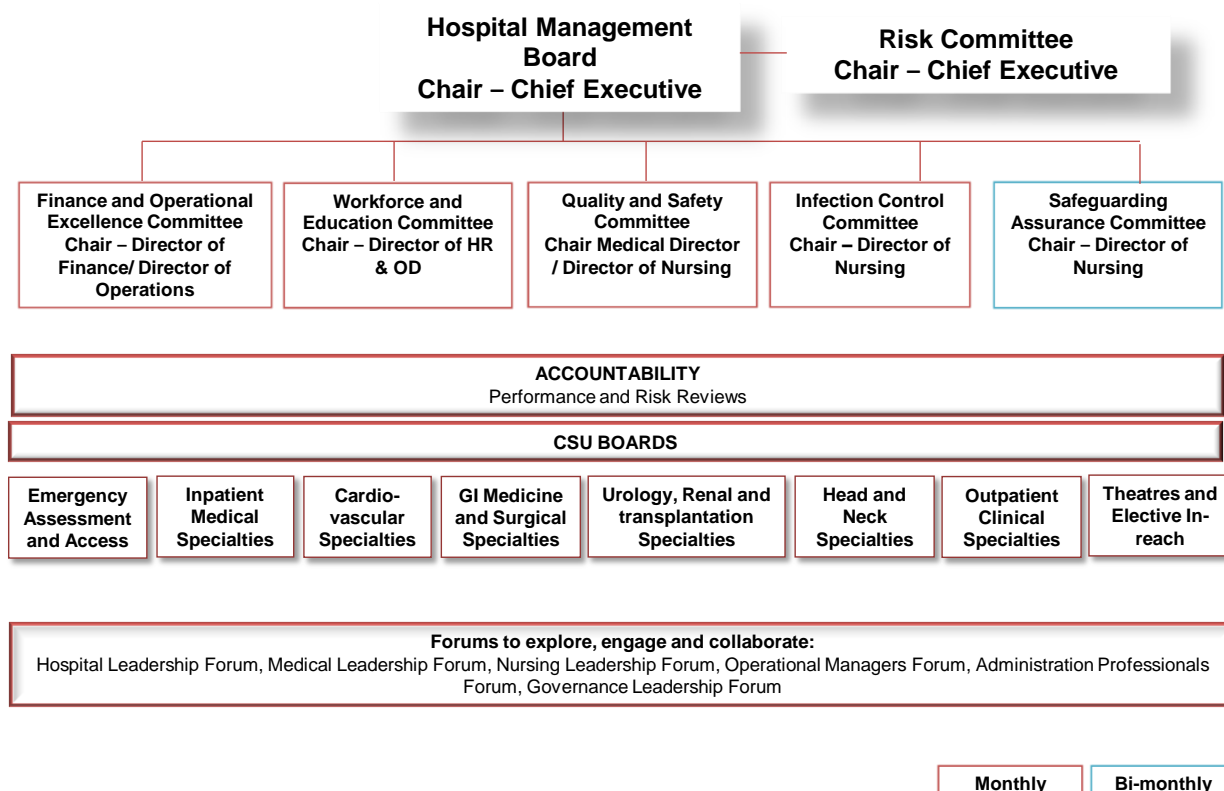 Hospital Management
Board
Chair – Chief Executive
Risk Committee
Chair – Chief Executive
Finance and Operational
Excellence Committee
Chair – Director of
Finance/ Director of
Operations
Workforce and
Education Committee
Chair – Director of HR
& OD
Quality and Safety
Committee
Chair Medical Director
/ Director of Nursing
Infection Control
Committee
Chair – Director of
Nursing
Safeguarding
Assurance Committee
Chair – Director of
Nursing
ACCOUNTABILITY
Performance and Risk Reviews
CSU BOARDS
Emergency
Assessment
and Access
Inpatient
Medical
Specialties
Cardio-
vascular
Specialties
GI Medicine
and Surgical
Specialties
Urology, Renal and
transplantation
Specialties
Head and
Neck
Specialties
Outpatient
Clinical
Specialties
Theatres and
Elective In-
reach
Forums to explore, engage and collaborate:
Hospital Leadership Forum, Medical Leadership Forum, Nursing Leadership Forum, Operational Managers Forum, Administration Professionals
Forum, Governance Leadership Forum
Monthly
Bi-monthly